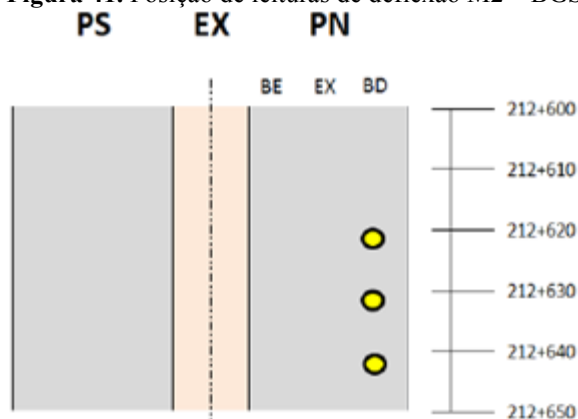 Figura 41. Posição de leituras de deflexão M2 – BGS
PS EX PN
BE EX BD
212+600
212+610
212+620
212+630
212+640
212+650